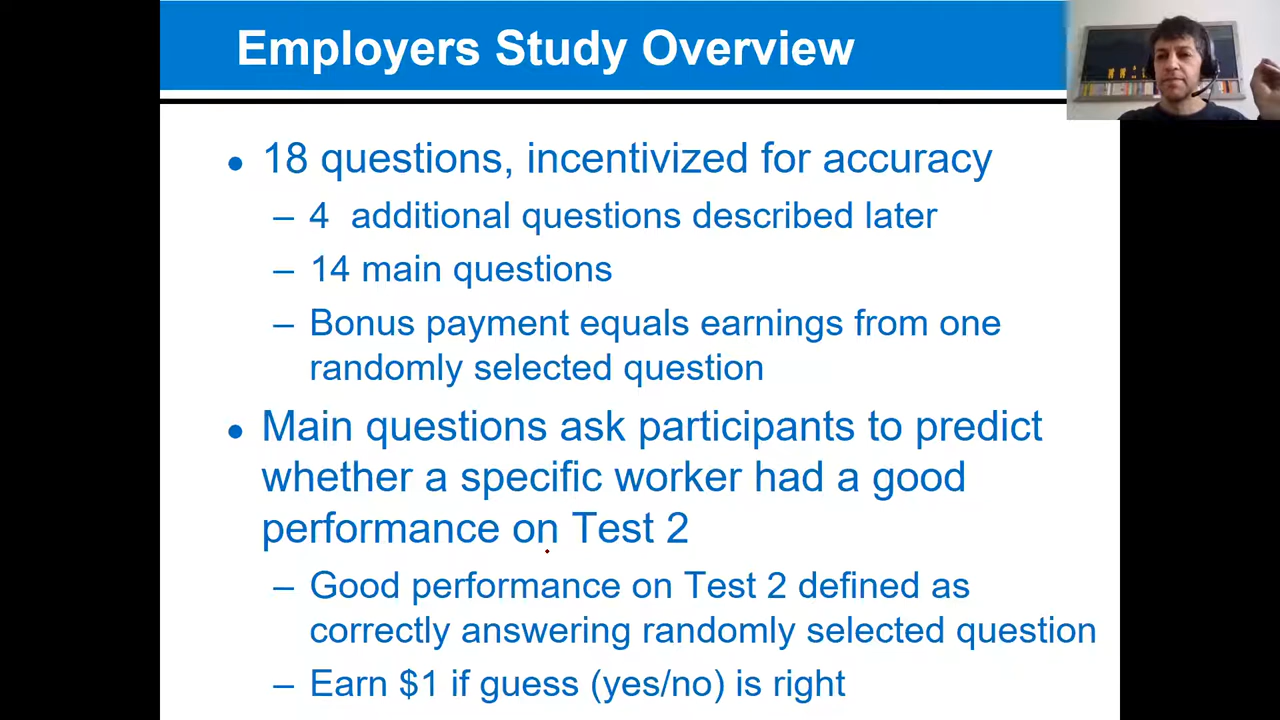 Employers Study Overview
● 18 questions, incentivized for accuracy
– 4 additional questions described later
– 14 main questions
– Bonus payment equals earnings from one
randomly selected question
● Main questions ask participants to predict
whether a specific worker had a good
performance on Test 2
– Good performance on Test 2 defined as
correctly answering randomly selected question
– Earn $1 if guess (yes/no) is right